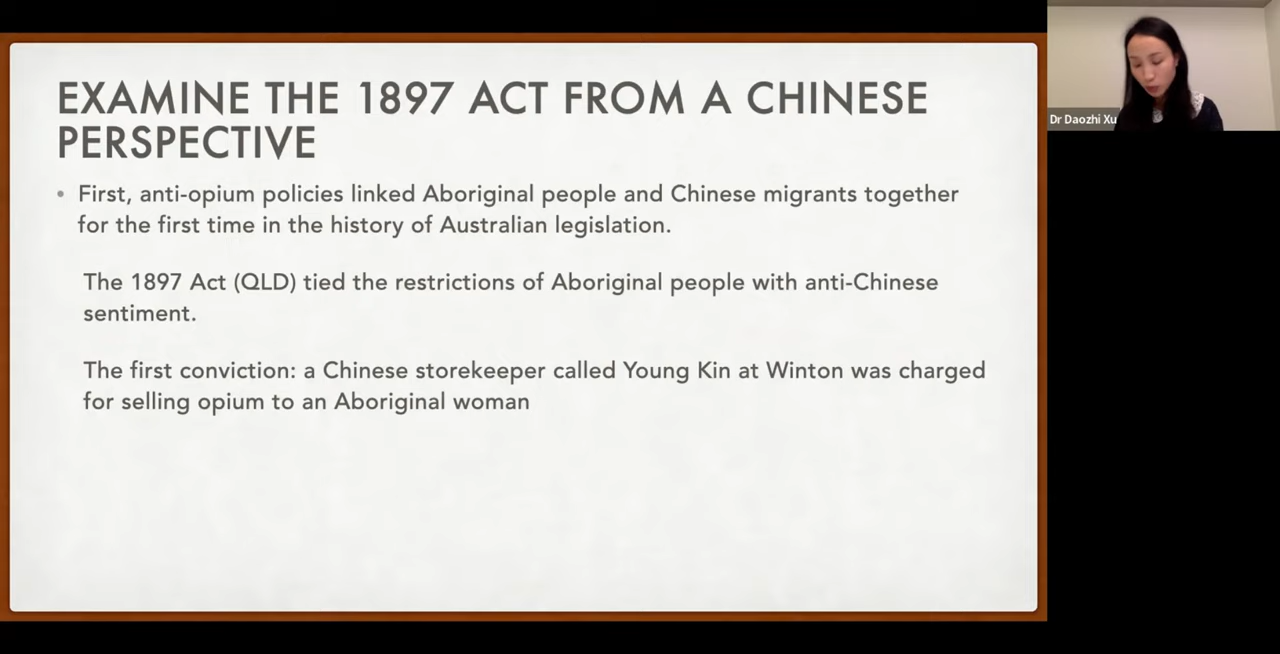 EXAMINE THE 1897 ACT FROM A CHINESE
PERSPECTIVE
• First, anti-opium policies linked Aboriginal people and Chinese migrants together
for the first time in the history of Australian legislation.
The 1897 Act (QLD) tied the restrictions of Aboriginal people with anti-Chinese
sentiment.
The first conviction: a Chinese storekeeper called Young Kin at Winton was charged
for selling opium to an Aboriginal woman
Dr Daozhi Xu